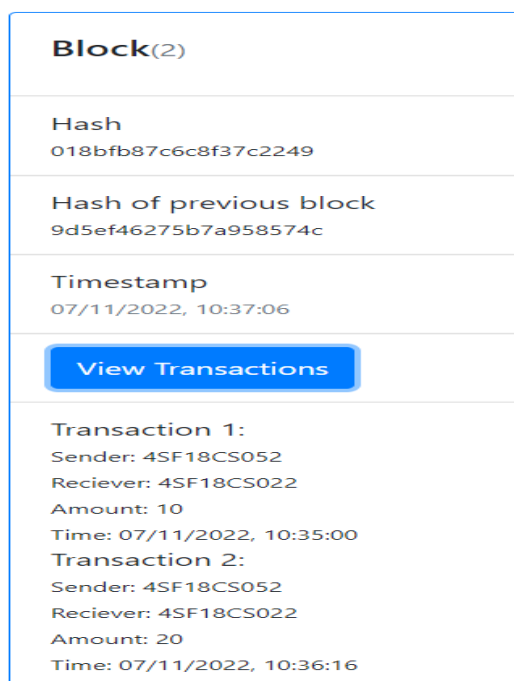 Block(2)
Hash
018bfb87c6c8f37c2249
Hash of previous block
9d5ef46275b7a958574c
Timestamp
07/11/2022, 10:37:06
View Transactions
Transaction 1:
Sender: 4SF18CS052
Reciever: 4SF18CS022
Amount: 10
Time: 07/11/2022, 10:35:00
Transaction 2:
Sender: 4SF18CS052
Reciever: 4SF18CS022
Amount: 20
Time: 07/11/2022, 10:36:16